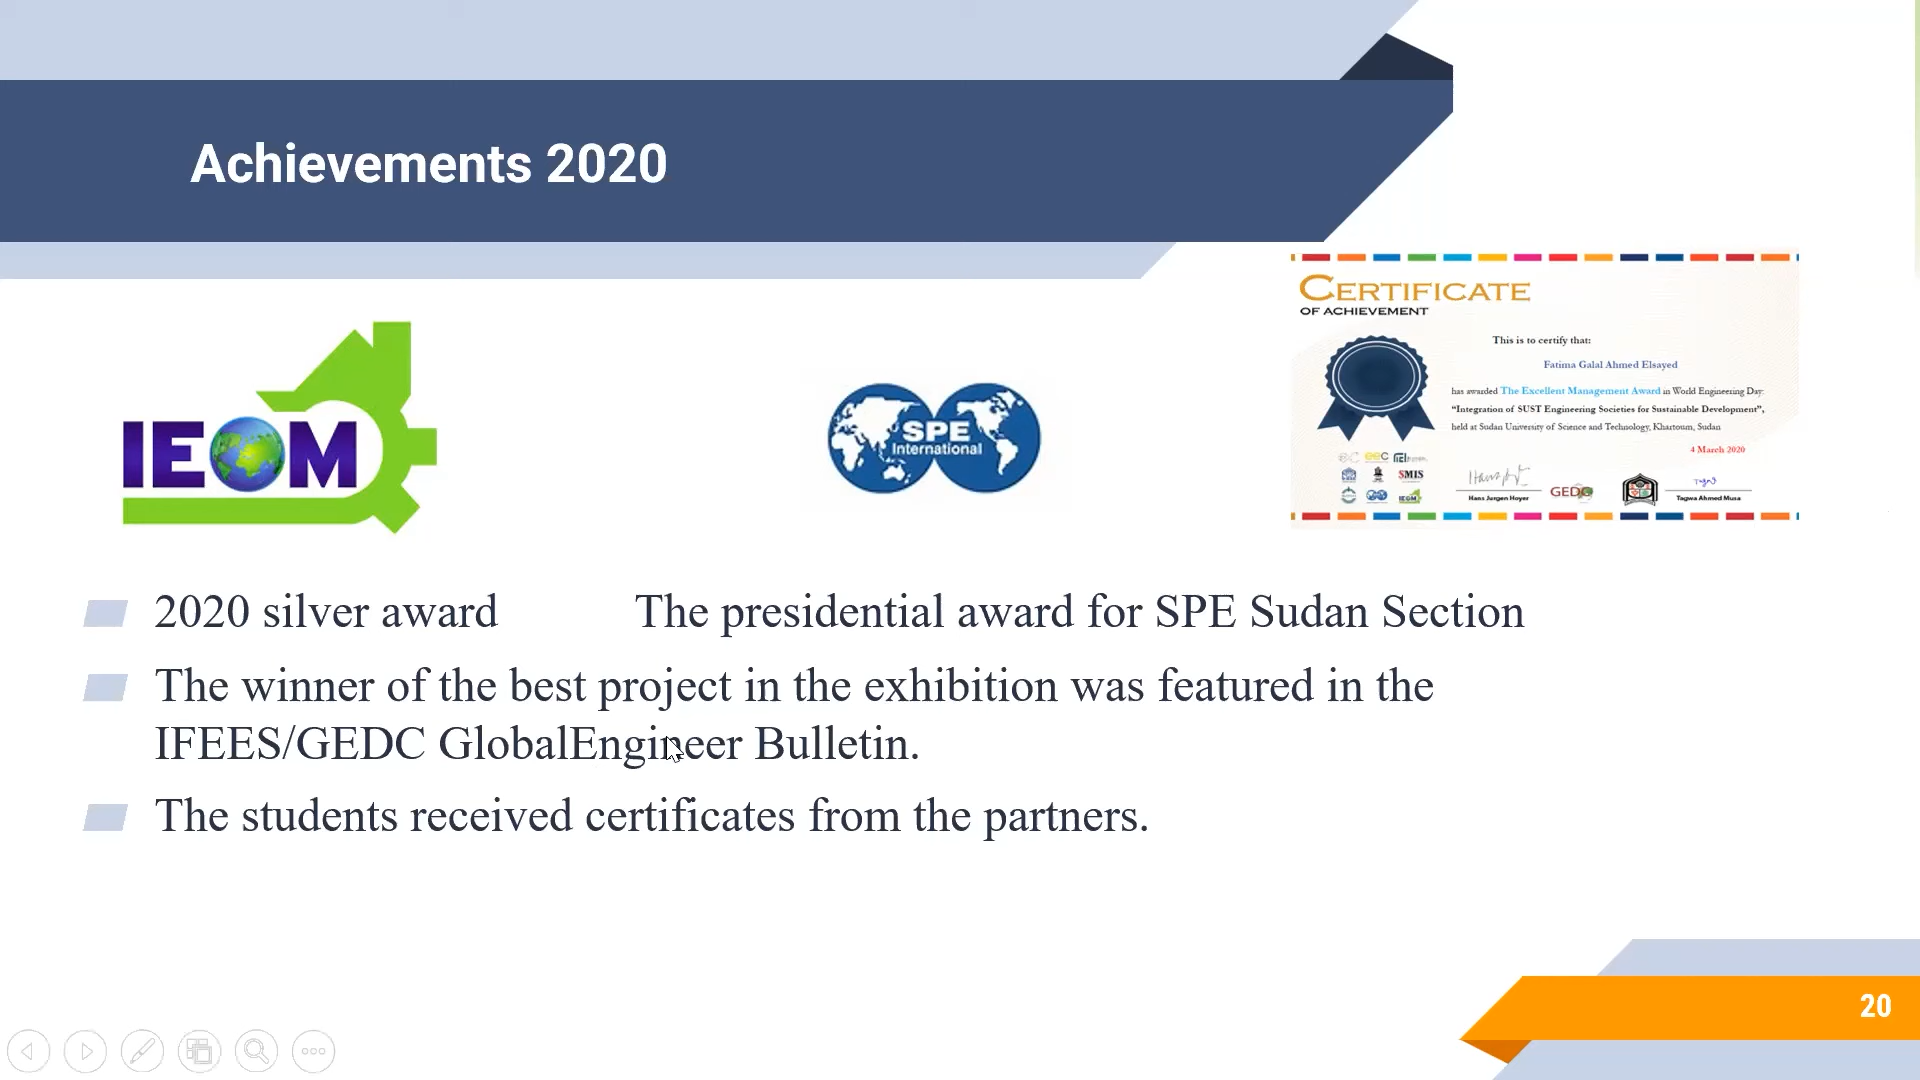 Achievements 2020
IEOM
SPE
International
CERTIFICATE
OF ACHIEVEMENT
This is to certify that:
Fatima Galal Ahmed Elsayed
has awarded The Excellent Management Award in World Engineering Day:
“Integration of SUST Engineering Societies for Sustainable Development”,
held at Sudan University of Science and Technology, Khartoum, Sudan
4 March 2020
eec
SMIS
IEOM
Hans Jurgen Hoyer
GEDC
Tagwa Ahmed Musa
2020 silver award The presidential award for SPE Sudan Section
The winner of the best project in the exhibition was featured in the
IFEES/GEDC GlobalEngineer Bulletin.
The students received certificates from the partners.
20